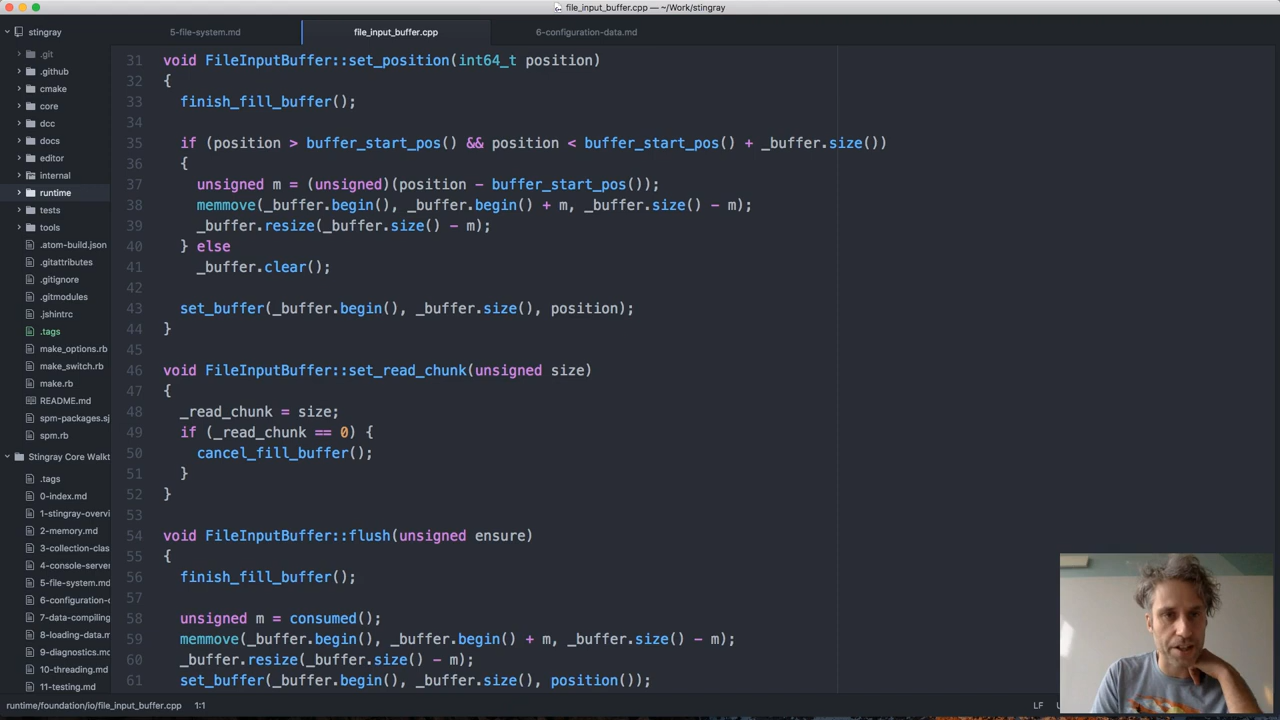 file_input_buffer.cpp — ~/Work/stingray
stingray
5-file-system.md
file_input_buffer.cpp
6-configuration-data.md
.git
.github
cmake
core
dcc
docs
editor
internal
runtime
tests
tools
.atom-build.json
.gitattributes
.gitignore
.gitmodules
.jshintrc
.tags
make_options.rb
make_switch.rb
make.rb
README.md
spm-packages.sj
spm.rb
Stingray Core Walkt
.tags
0-index.md
1-stingray-overvi
2-memory.md
3-collection-clas
4-console-server
5-file-system.md
6-configuration-d
7-data-compiling
8-loading-data.m
9-diagnostics.md
10-threading.md
11-testing.md
31 void FileInputBuffer::set_position(int64_t position)
32 {
33 finish_fill_buffer();
34
35 if (position > buffer_start_pos() && position < buffer_start_pos() + _buffer.size())
36 {
37 unsigned m = (unsigned)(position - buffer_start_pos());
38 memmove(_buffer.begin(), _buffer.begin() + m, _buffer.size() - m);
39 _buffer.resize(_buffer.size() - m);
40 } else
41 _buffer.clear();
42
43 set_buffer(_buffer.begin(), _buffer.size(), position);
44 }
45
46 void FileInputBuffer::set_read_chunk(unsigned size)
47 {
48 _read_chunk = size;
49 if (_read_chunk == 0) {
50 cancel_fill_buffer();
51 }
52 }
53
54 void FileInputBuffer::flush(unsigned ensure)
55 {
56 finish_fill_buffer();
57
58 unsigned m = consumed();
59 memmove(_buffer.begin(), _buffer.begin() + m, _buffer.size() - m);
60 _buffer.resize(_buffer.size() - m);
61 set_buffer(_buffer.begin(), _buffer.size(), position());
runtime/foundation/io/file_input_buffer.cpp 1:1
LF